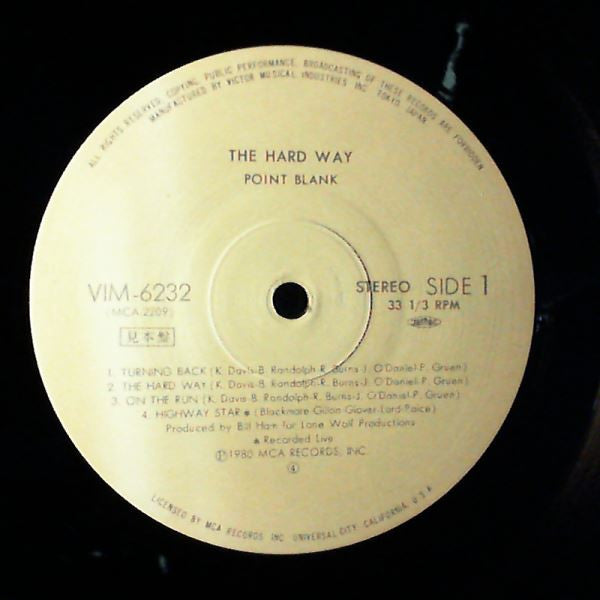 ALL RIGHTS RESERVED. COPYING, PUBLIC PERFORMANCE, BROADCASTING OF THESE RECORDS ARE FORBIDDEN
MANUFACTURED BY VICTOR MUSICAL INDUSTRIES INC. TOKYO, JAPAN
THE HARD WAY
POINT BLANK
VIM-6232
(MCA-2209)
見本盤
STEREO SIDE 1
33 1/3 RPM
1. TURNING BACK (K. Davis-B. Randolph-R. Burns-J. O'Daniel-P. Gruen)
2. THE HARD WAY (K. Davis-B. Randolph-R. Burns-J. O'Daniel-P. Gruen)
3. ON THE RUN (K. Davis-B. Randolph-R. Burns-J. O'Daniel-P. Gruen)
4. HIGHWAY STAR ※ (Blackmore-Gillon-Glover-Lord-Paice)
Produced by Bill Ham for Lone Wolf Productions
※ Recorded Live
Ⓟ1980 MCA RECORDS, INC.
④
LICENSED BY MCA RECORDS INC. UNIVERSAL CITY, CALIFORNIA, U.S.A.